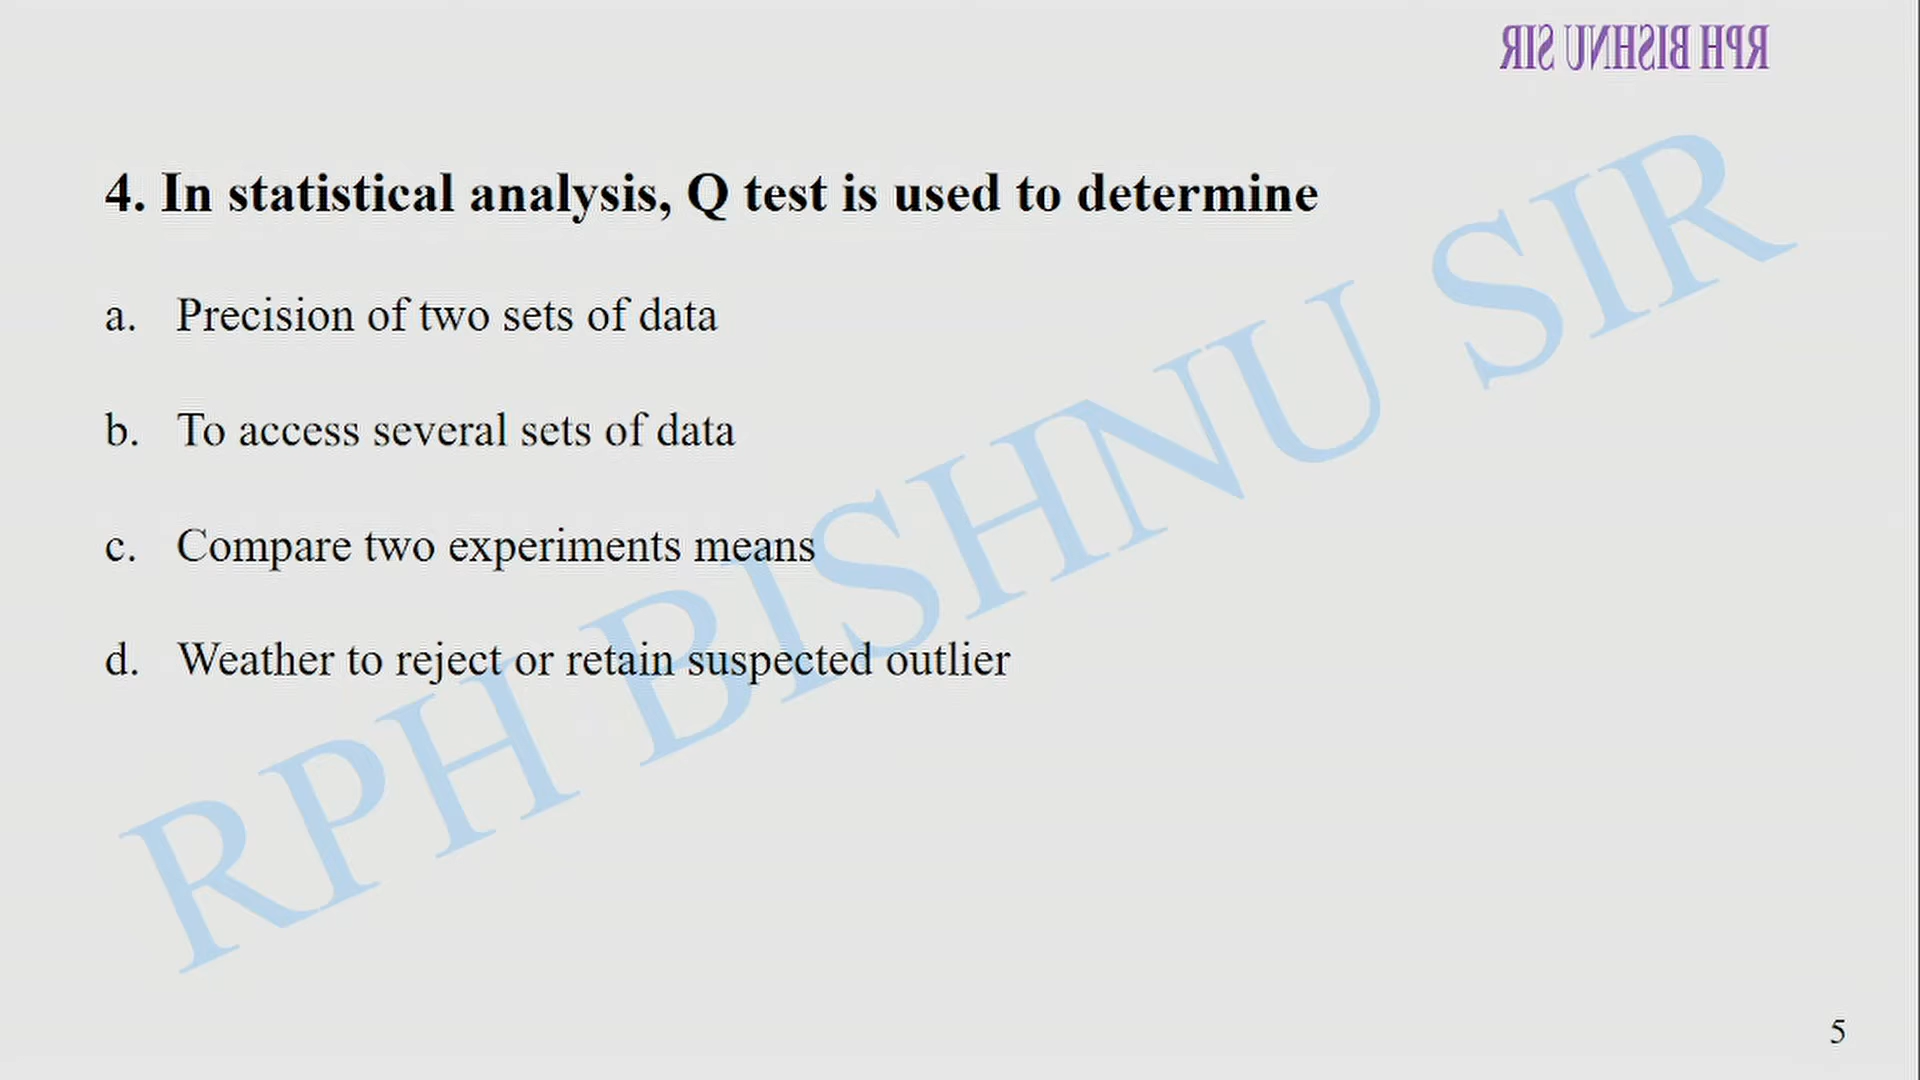 RPH BISHNU SIR
4. In statistical analysis, Q test is used to determine
a. Precision of two sets of data
b. To access several sets of data
c. Compare two experiments means
d. Weather to reject or retain suspected outlier
RPH BISHNU SIR
5